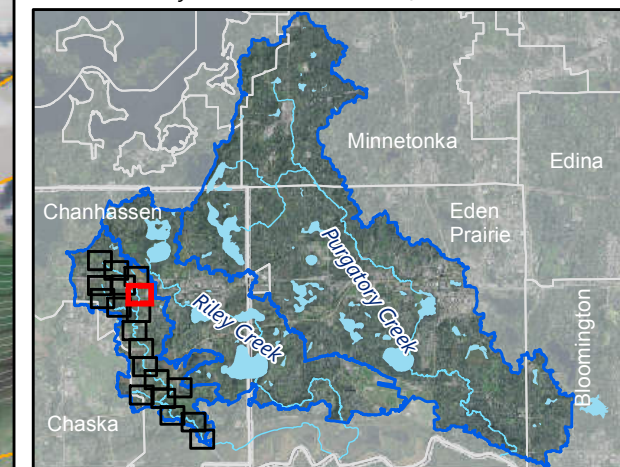 Minnetonka
Edina
Chanhassen
Eden
Prairie
Purgatory Creek
Riley Creek
Bloomington
Chaska